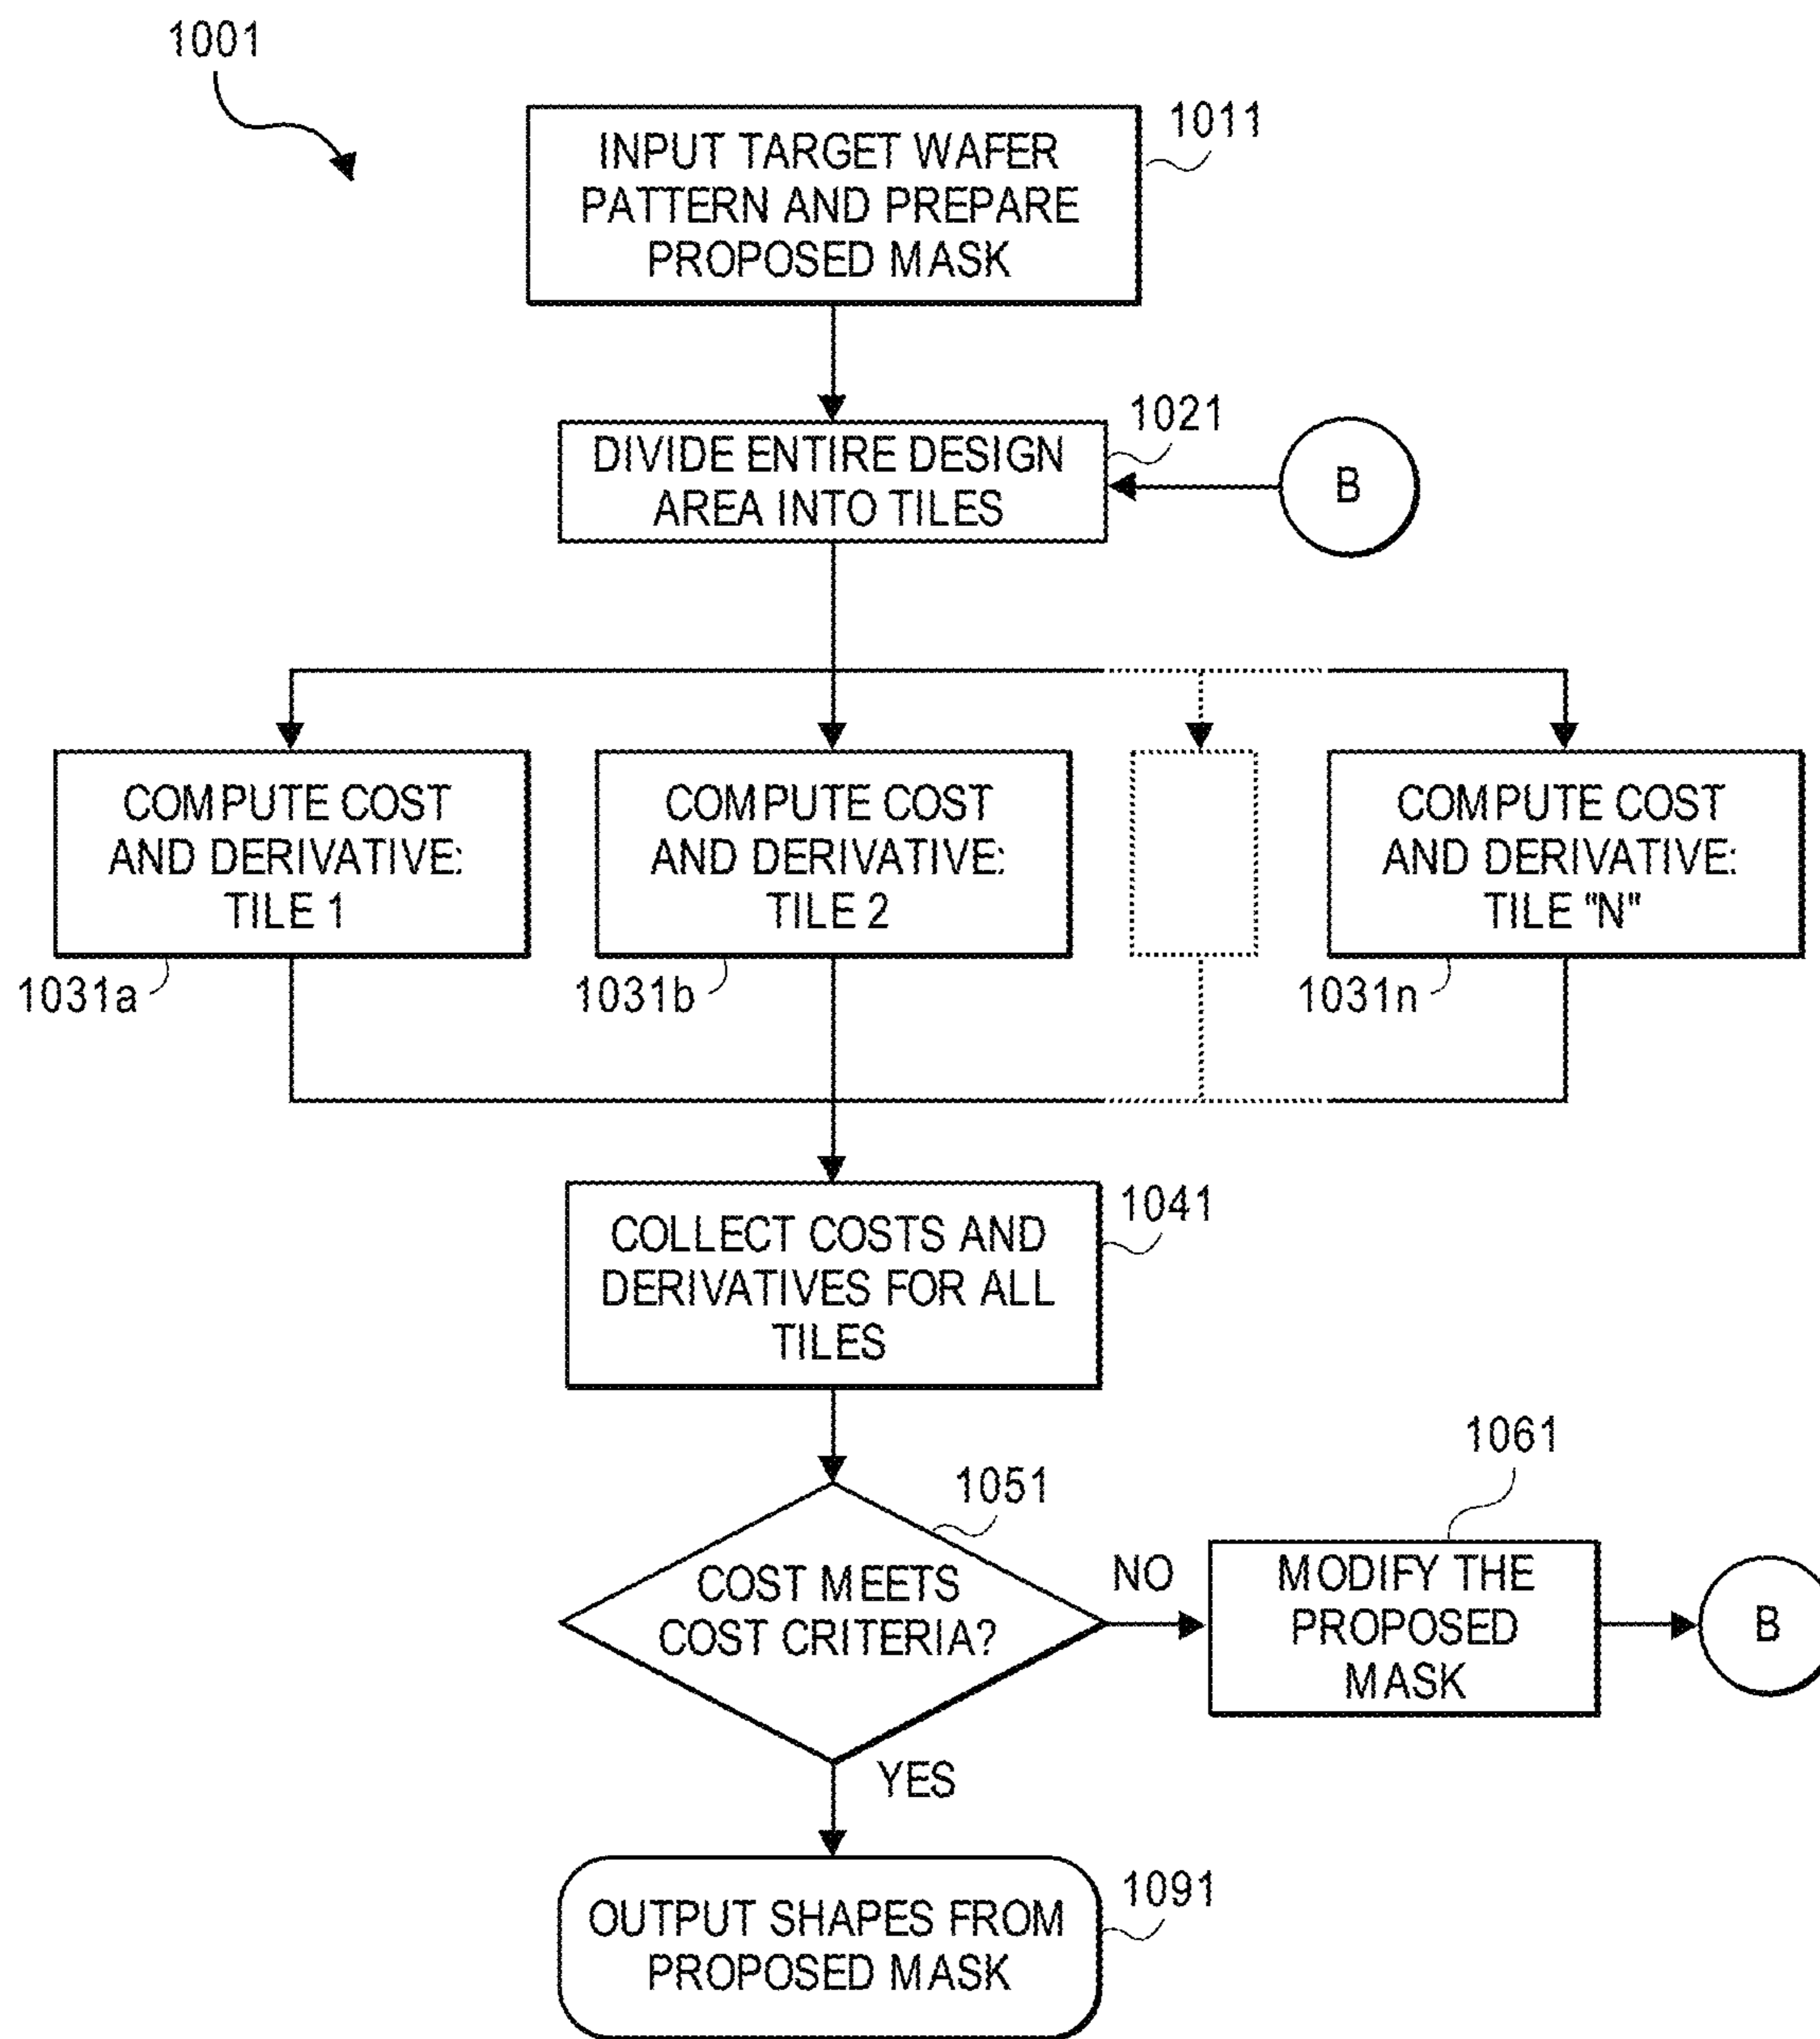 1001
INPUT TARGET WAFER
PATTERN AND PREPARE
PROPOSED MASK
1011
DIVIDE ENTIRE DESIGN
AREA INTO TILES
1021
B
COMPUTE COST
AND DERIVATIVE:
TILE 1
1031a
COMPUTE COST
AND DERIVATIVE:
TILE 2
1031b
COMPUTE COST
AND DERIVATIVE:
TILE "N"
1031n
COLLECT COSTS AND
DERIVATIVES FOR ALL
TILES
1041
COST MEETS
COST CRITERIA?
1051
NO
MODIFY THE
PROPOSED
MASK
1061
B
YES
OUTPUT SHAPES FROM
PROPOSED MASK
1091